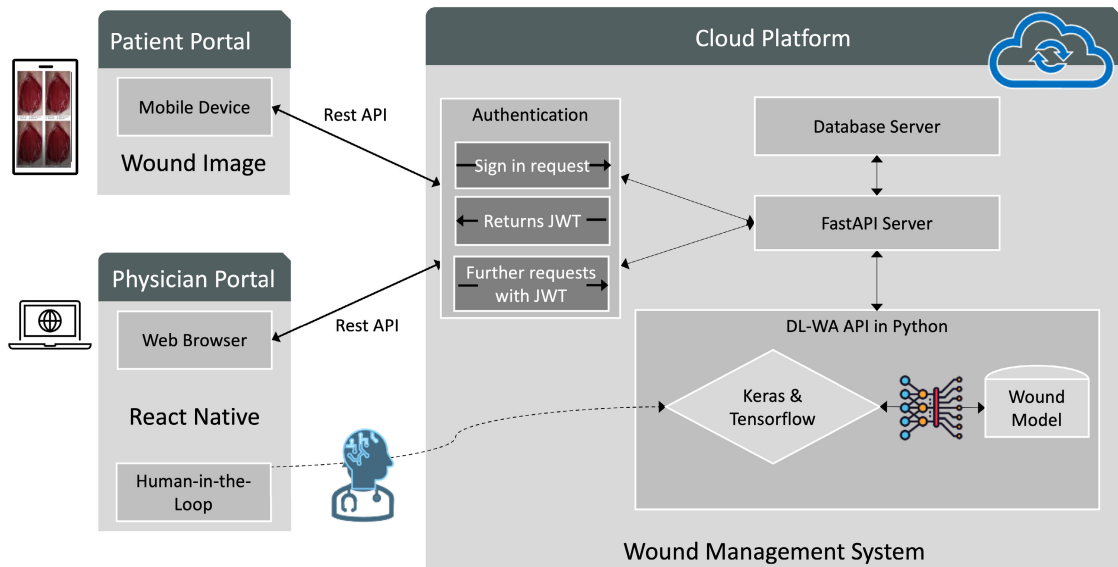 Patient Portal
Mobile Device
Wound Image
Rest API
Physician Portal
Web Browser
React Native
Human-in-the-
Loop
Rest API
Cloud Platform
Authentication
Sign in request
Returns JWT
Further requests
with JWT
Database Server
FastAPI Server
DL-WA API in Python
Keras &
Tensorflow
Wound
Model
Wound Management System